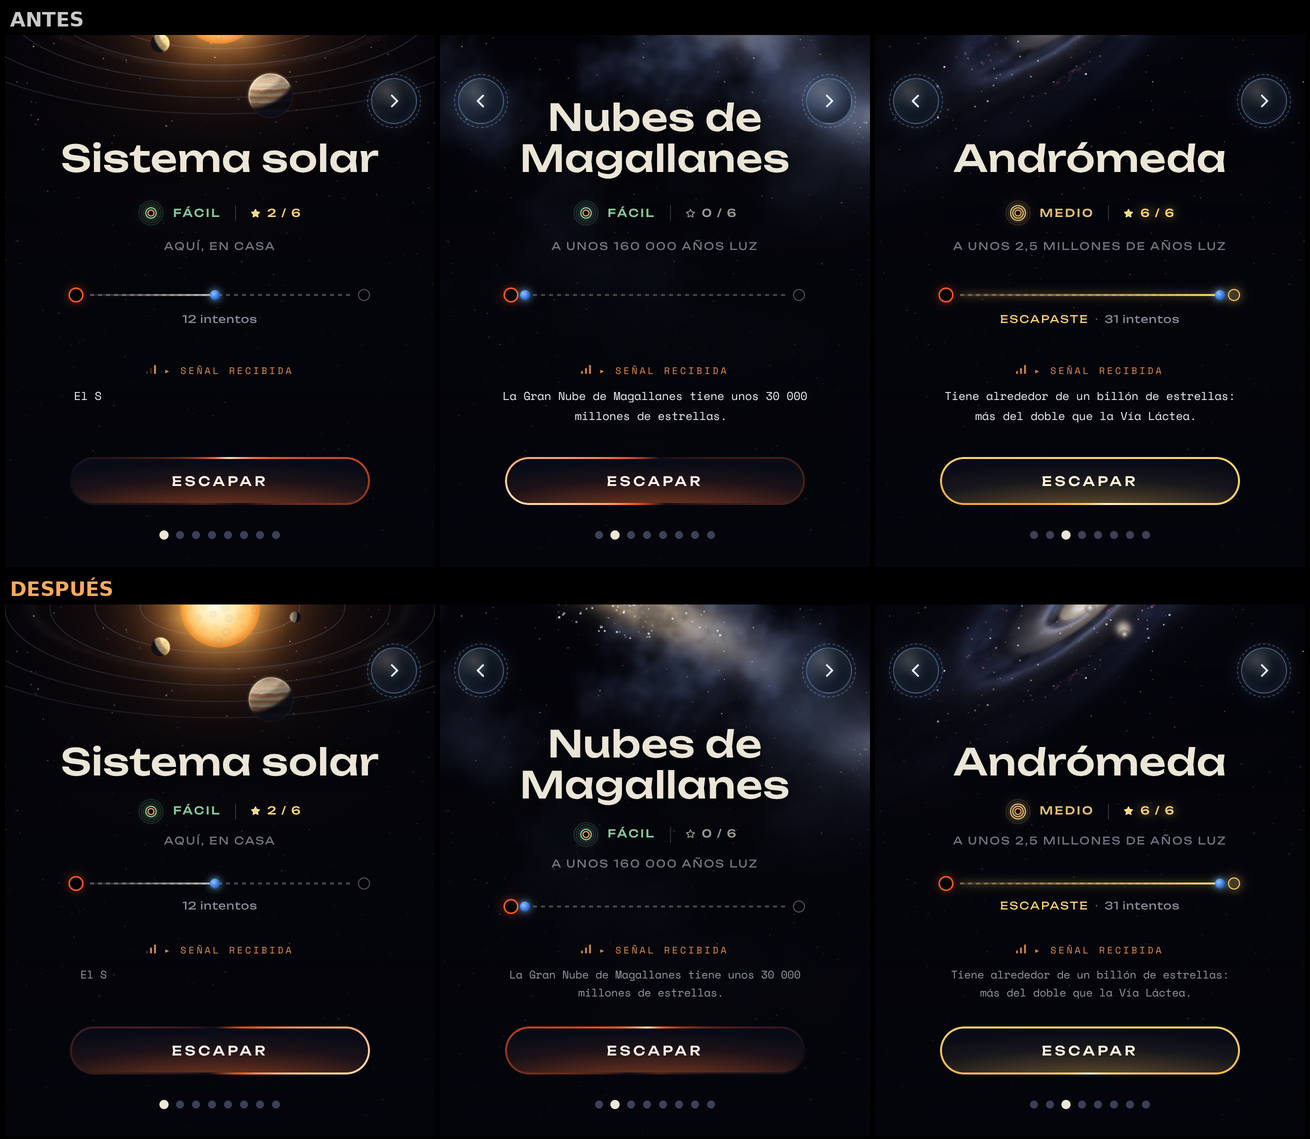 ANTES
Sistema solar
FÁCIL 2 / 6
AQUÍ, EN CASA
12 intentos
SEÑAL RECIBIDA
El S
ESCAPAR
Nubes de
Magallanes
FÁCIL 0 / 6
A UNOS 160 000 AÑOS LUZ
SEÑAL RECIBIDA
La Gran Nube de Magallanes tiene unos 30 000
millones de estrellas.
ESCAPAR
Andrómeda
MEDIO 6 / 6
A UNOS 2,5 MILLONES DE AÑOS LUZ
ESCAPASTE · 31 intentos
SEÑAL RECIBIDA
Tiene alrededor de un billón de estrellas:
más del doble que la Vía Láctea.
ESCAPAR
DESPUÉS
Sistema solar
FÁCIL 2 / 6
AQUÍ, EN CASA
12 intentos
SEÑAL RECIBIDA
El S
ESCAPAR
Nubes de
Magallanes
FÁCIL 0 / 6
A UNOS 160 000 AÑOS LUZ
SEÑAL RECIBIDA
La Gran Nube de Magallanes tiene unos 30 000
millones de estrellas.
ESCAPAR
Andrómeda
MEDIO 6 / 6
A UNOS 2,5 MILLONES DE AÑOS LUZ
ESCAPASTE · 31 intentos
SEÑAL RECIBIDA
Tiene alrededor de un billón de estrellas:
más del doble que la Vía Láctea.
ESCAPAR